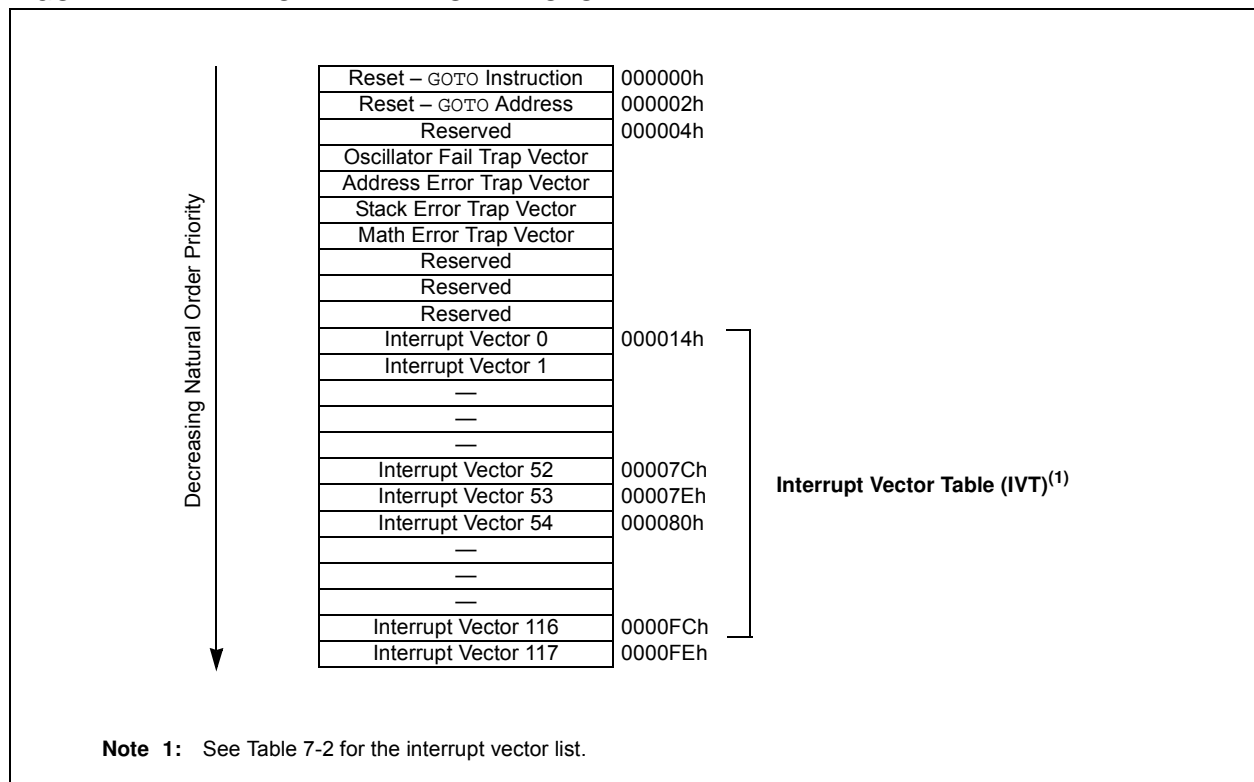 Decreasing Natural Order Priority
Reset – GOTO Instruction 000000h
Reset – GOTO Address 000002h
Reserved 000004h
Oscillator Fail Trap Vector
Address Error Trap Vector
Stack Error Trap Vector
Math Error Trap Vector
Reserved
Reserved
Reserved
Interrupt Vector 0 000014h
Interrupt Vector 1
—
—
—
Interrupt Vector 52 00007Ch
Interrupt Vector 53 00007Eh
Interrupt Vector 54 000080h
—
—
—
Interrupt Vector 116 0000FCh
Interrupt Vector 117 0000FEh
Interrupt Vector Table (IVT)(1)
Note 1: See Table 7-2 for the interrupt vector list.